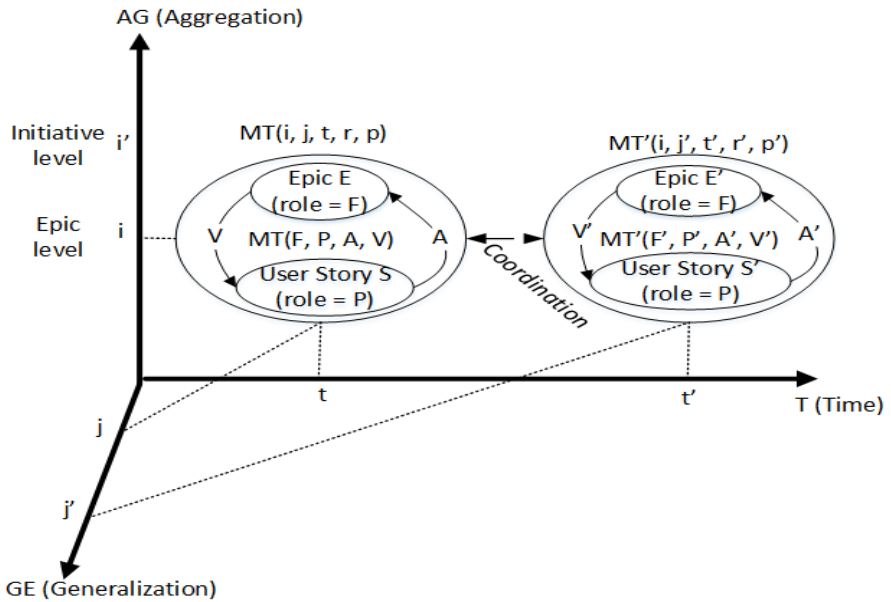 AG (Aggregation)
Initiative
level
i’
MT(i, j, t, r, p)
MT’(i, j’, t’, r’, p’)
Epic E
(role = F)
Epic E’
(role = F)
Epic
level
i
V
MT(F, P, A, V)
A
V’
MT’(F’, P’, A’, V’)
A’
Coordination
User Story S
(role = P)
User Story S’
(role = P)
t
t’
T (Time)
j
j’
GE (Generalization)